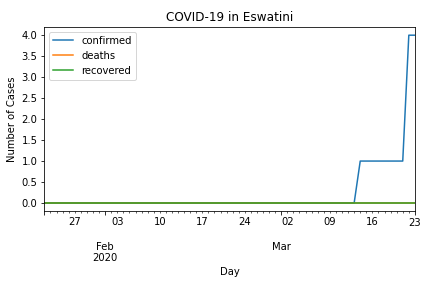 COVID-19 in Eswatini
confirmed
deaths
recovered
Number of Cases
4.0
3.5
3.0
2.5
2.0
1.5
1.0
0.5
0.0
27 03 10 17 24 02 09 16 23
Feb Mar
2020
Day